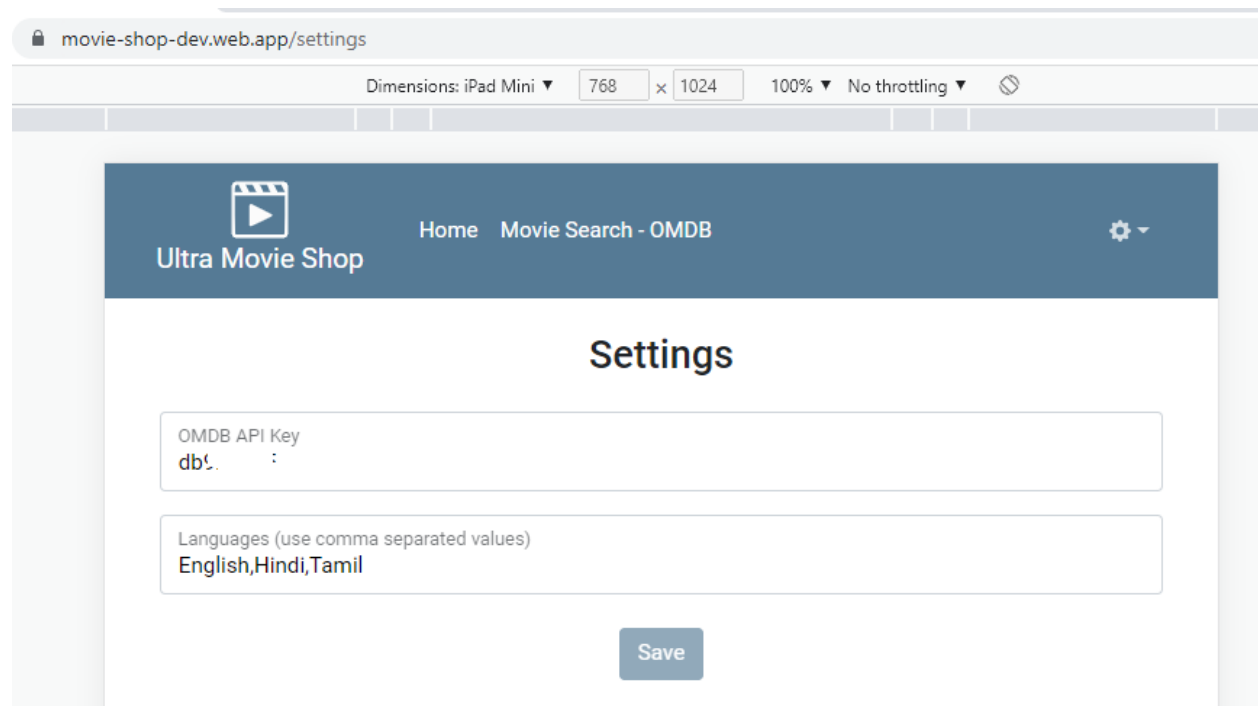 movie-shop-dev.web.app/settings
Dimensions: iPad Mini ▼ 768 × 1024 100% ▼ No throttling ▼
Ultra Movie Shop
Home Movie Search - OMDB
Settings
OMDB API Key
Languages (use comma separated values)
English,Hindi,Tamil
Save